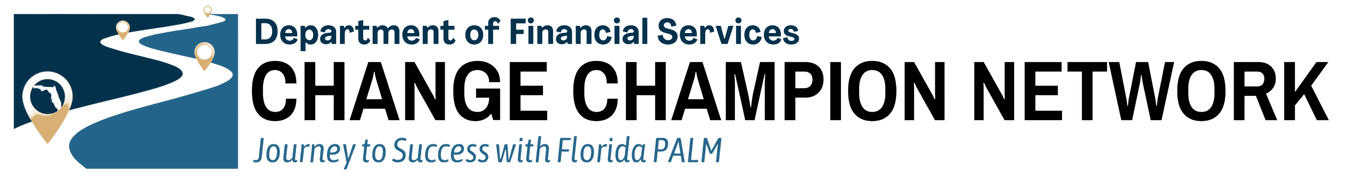 Department of Financial Services
CHANGE CHAMPION NETWORK
Journey to Success with Florida PALM